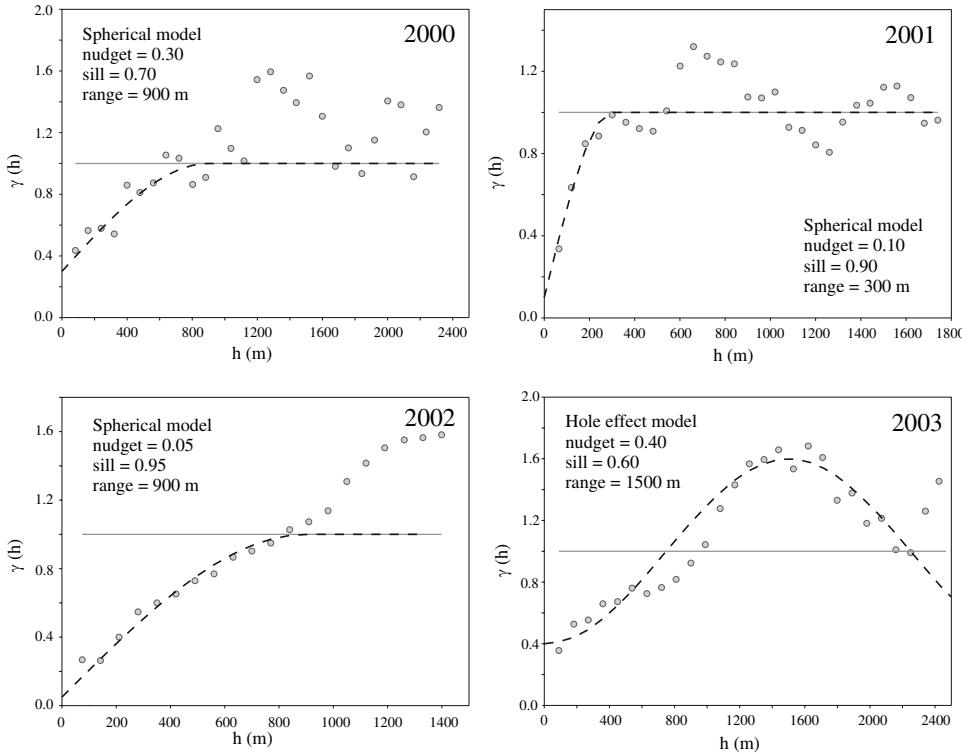 2000
Spherical model
nudget = 0.30
sill = 0.70
range = 900 m
2.0
1.6
1.2
0.8
0.4
0.0
γ (h)
0 400 800 1200 1600 2000 2400
h (m)
2001
Spherical model
nudget = 0.10
sill = 0.90
range = 300 m
1.2
0.8
0.4
0.0
γ (h)
0 200 400 600 800 1000 1200 1400 1600 1800
h (m)
2002
Spherical model
nudget = 0.05
sill = 0.95
range = 900 m
1.6
1.2
0.8
0.4
0.0
γ (h)
0 200 400 600 800 1000 1200 1400
h (m)
2003
Hole effect model
nudget = 0.40
sill = 0.60
range = 1500 m
2.0
1.6
1.2
0.8
0.4
0.0
γ (h)
0 400 800 1200 1600 2000 2400
h (m)